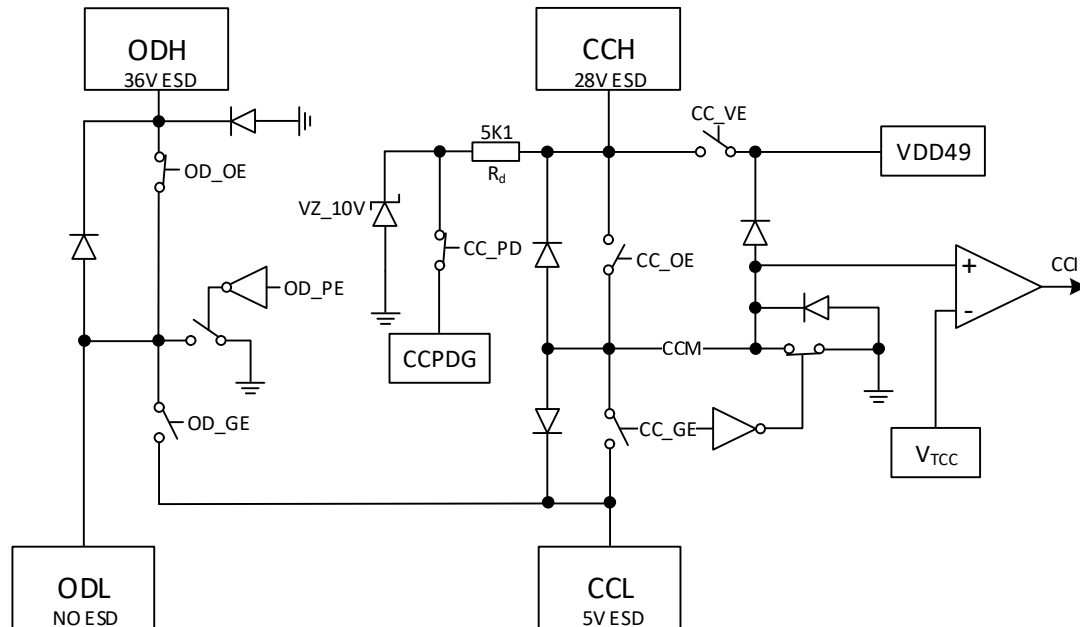 ODH
36V ESD
CCH
28V ESD
CC_VE
5K1
Rd
VDD49
OD_OE
VZ_10V
CC_PD
CC_OE
+
-
CCI
OD_PE
CCPDG
CCM
OD_GE
CC_GE
VTCC
ODL
NO ESD
CCL
5V ESD